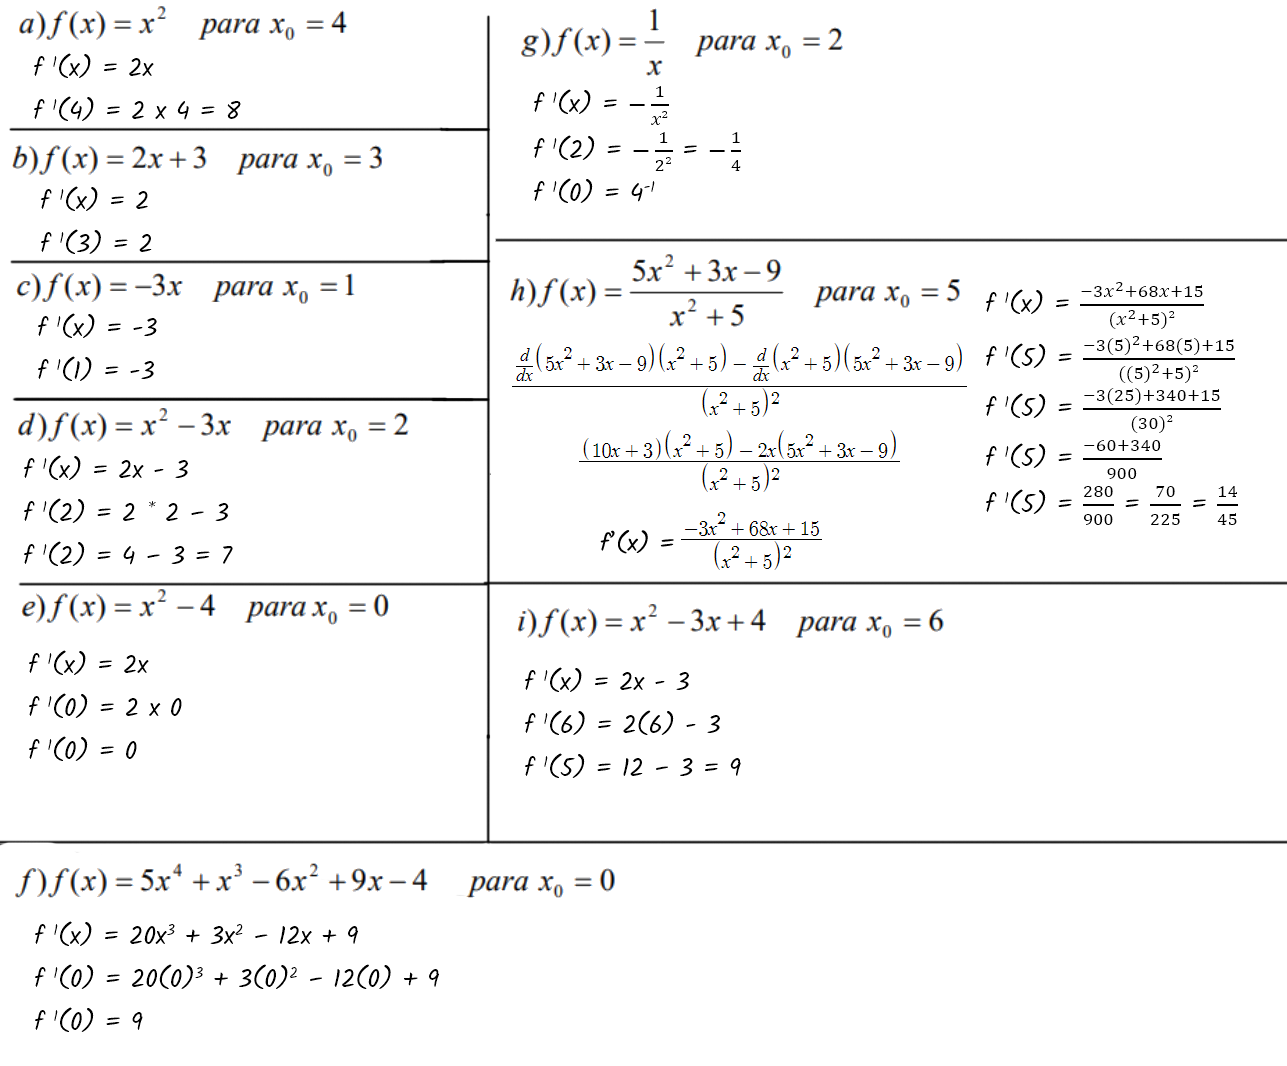 a) f(x) = x² para x₀ = 4
f '(x) = 2x
f '(4) = 2 x 4 = 8
b) f(x) = 2x + 3 para x₀ = 3
f '(x) = 2
f '(3) = 2
c) f(x) = −3x para x₀ = 1
f '(x) = -3
f '(1) = -3
d) f(x) = x² − 3x para x₀ = 2
f '(x) = 2x - 3
f '(2) = 2 * 2 - 3
f '(2) = 4 - 3 = 7
e) f(x) = x² − 4 para x₀ = 0
f '(x) = 2x
f '(0) = 2 x 0
f '(0) = 0
g) f(x) = 1/x para x₀ = 2
f '(x) = −1/x²
f '(2) = −1/2² = −1/4
f '(0) = 4⁻¹
h) f(x) = (5x² + 3x − 9)/(x² + 5) para x₀ = 5
(d/dx(5x² + 3x − 9)(x² + 5) − d/dx(x² + 5)(5x² + 3x − 9))/(x² + 5)²
((10x + 3)(x² + 5) − 2x(5x² + 3x − 9))/(x² + 5)²
f'(x) = (−3x² + 68x + 15)/(x² + 5)²
f '(x) = (−3x²+68x+15)/(x²+5)²
f '(5) = (−3(5)²+68(5)+15)/((5)²+5)²
f '(5) = (−3(25)+340+15)/(30)²
f '(5) = (−60+340)/900
f '(5) = 280/900 = 70/225 = 14/45
i) f(x) = x² − 3x + 4 para x₀ = 6
f '(x) = 2x - 3
f '(6) = 2(6) - 3
f '(5) = 12 - 3 = 9
f) f(x) = 5x⁴ + x³ − 6x² + 9x − 4 para x₀ = 0
f '(x) = 20x³ + 3x² - 12x + 9
f '(0) = 20(0)³ + 3(0)² - 12(0) + 9
f '(0) = 9